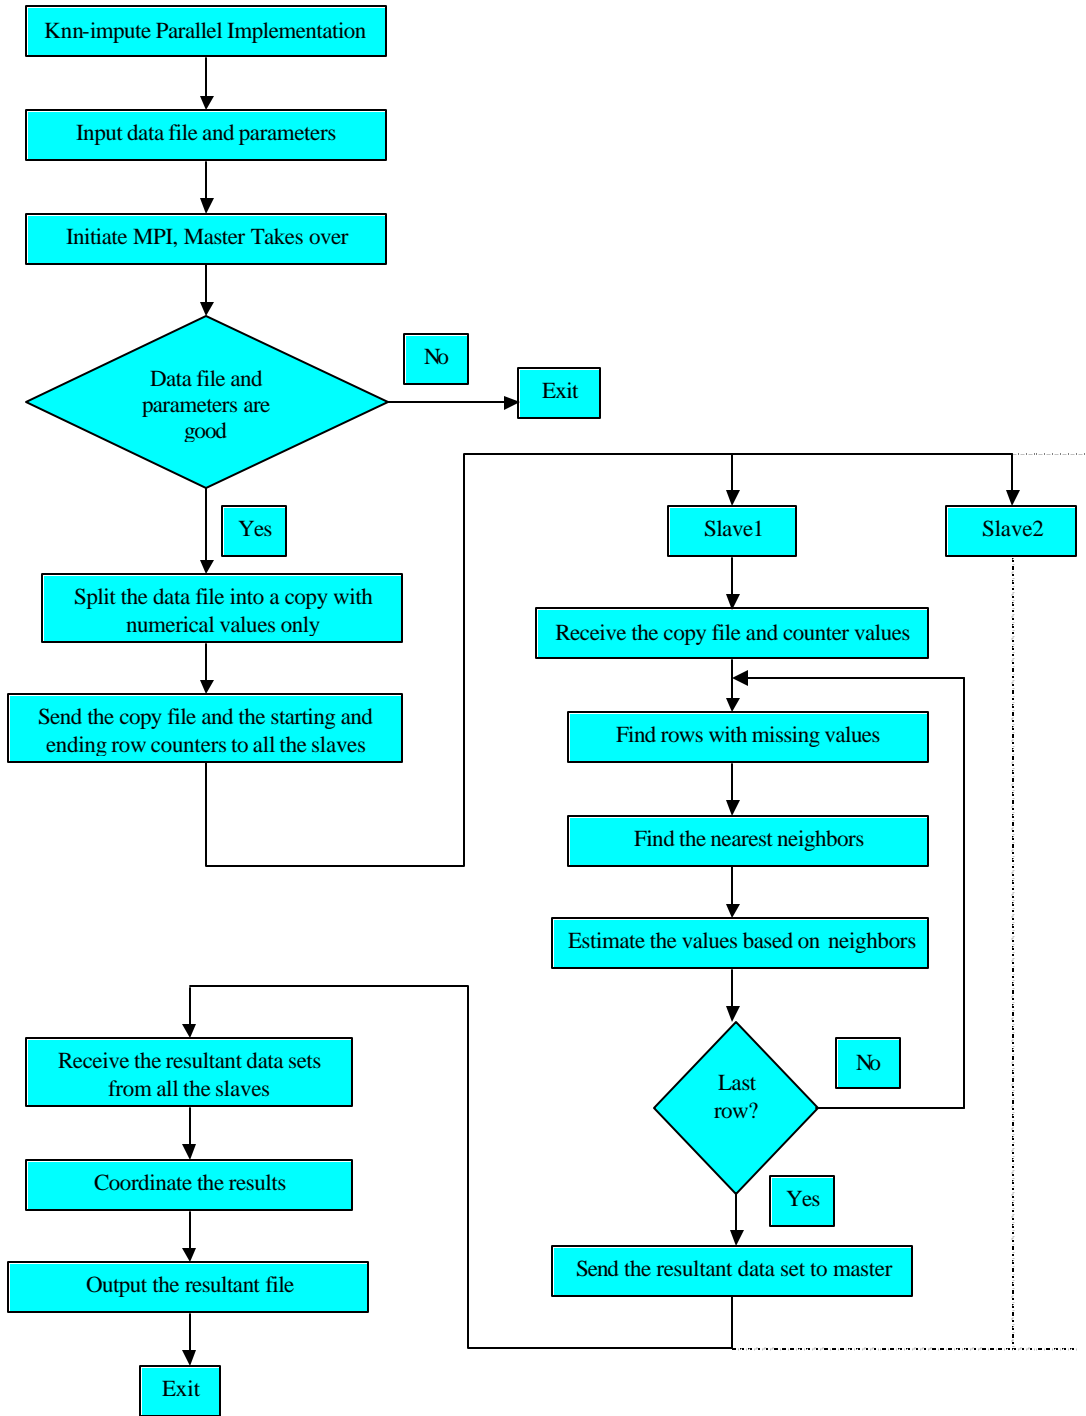 Knn-impute Parallel Implementation
Input data file and parameters
Initiate MPI, Master Takes over
Data file and
parameters are
good
No
Exit
Yes
Split the data file into a copy with
numerical values only
Send the copy file and the starting and
ending row counters to all the slaves
Slave1
Slave2
Receive the copy file and counter values
Find rows with missing values
Find the nearest neighbors
Estimate the values based on neighbors
Last
row?
No
Yes
Send the resultant data set to master
Receive the resultant data sets
from all the slaves
Coordinate the results
Output the resultant file
Exit